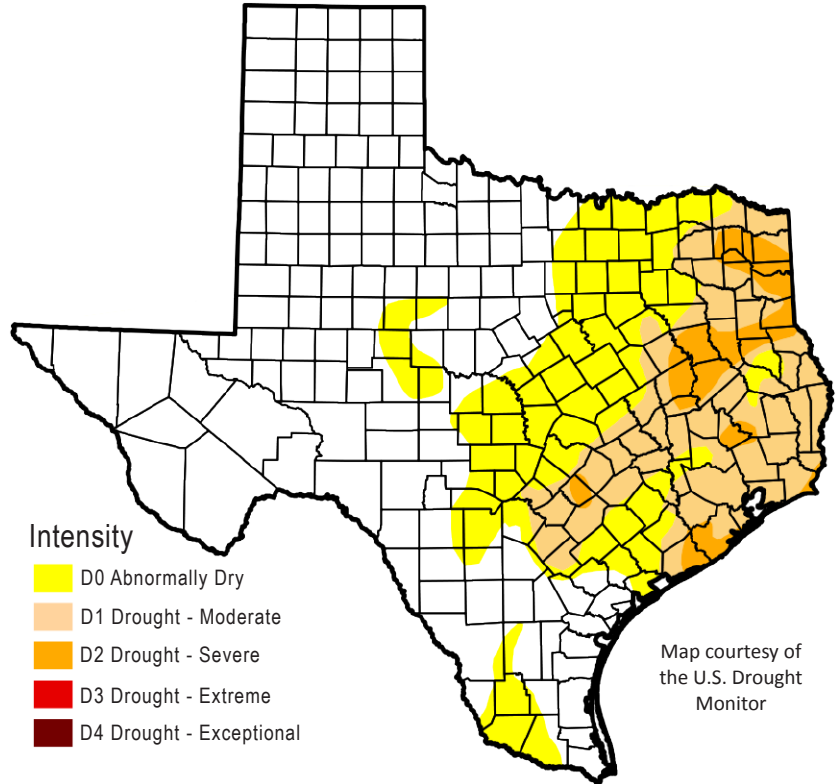 Intensity
D0 Abnormally Dry
D1 Drought - Moderate
D2 Drought - Severe
D3 Drought - Extreme
D4 Drought - Exceptional
Map courtesy of
the U.S. Drought
Monitor